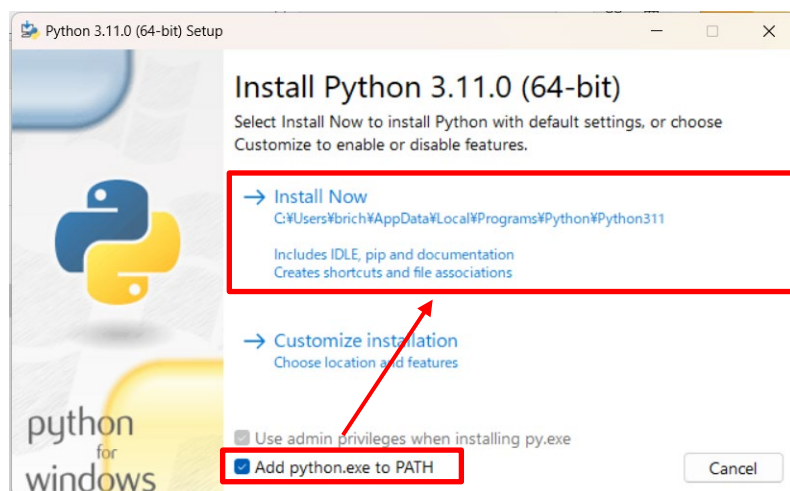 Python 3.11.0 (64-bit) Setup
Install Python 3.11.0 (64-bit)
Select Install Now to install Python with default settings, or choose
Customize to enable or disable features.
→ Install Now
C:¥Users¥brich¥AppData¥Local¥Programs¥Python¥Python311
Includes IDLE, pip and documentation
Creates shortcuts and file associations
→ Customize installation
Choose location and features
python
for
windows
Use admin privileges when installing py.exe
Add python.exe to PATH
Cancel